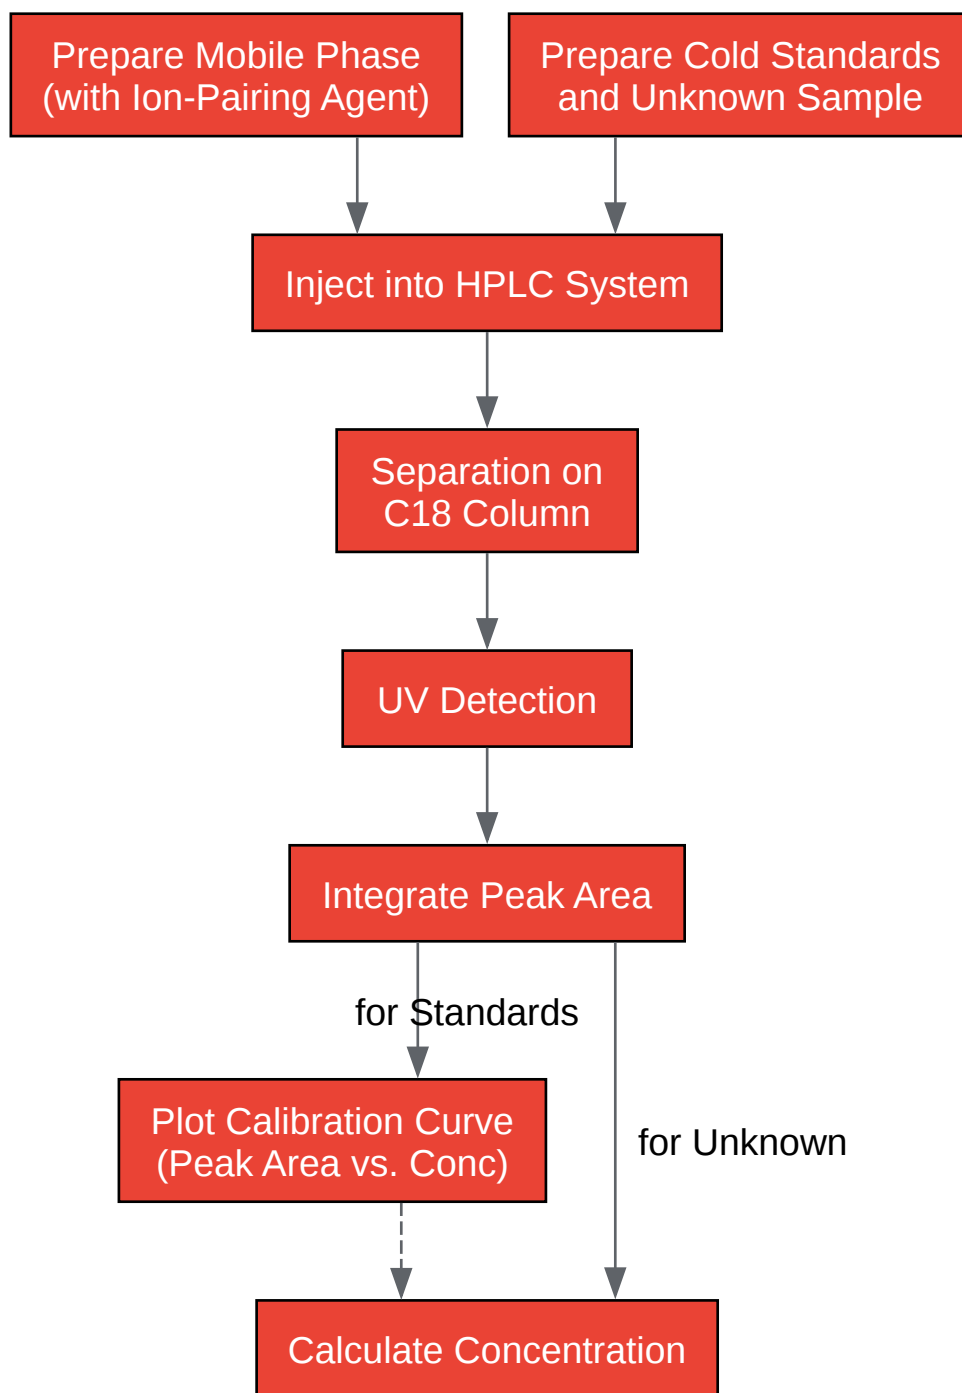 Prepare Mobile Phase
(with Ion-Pairing Agent)
Prepare Cold Standards
and Unknown Sample
Inject into HPLC System
Separation on
C18 Column
UV Detection
Integrate Peak Area
for Standards
Plot Calibration Curve
(Peak Area vs. Conc)
for Unknown
Calculate Concentration